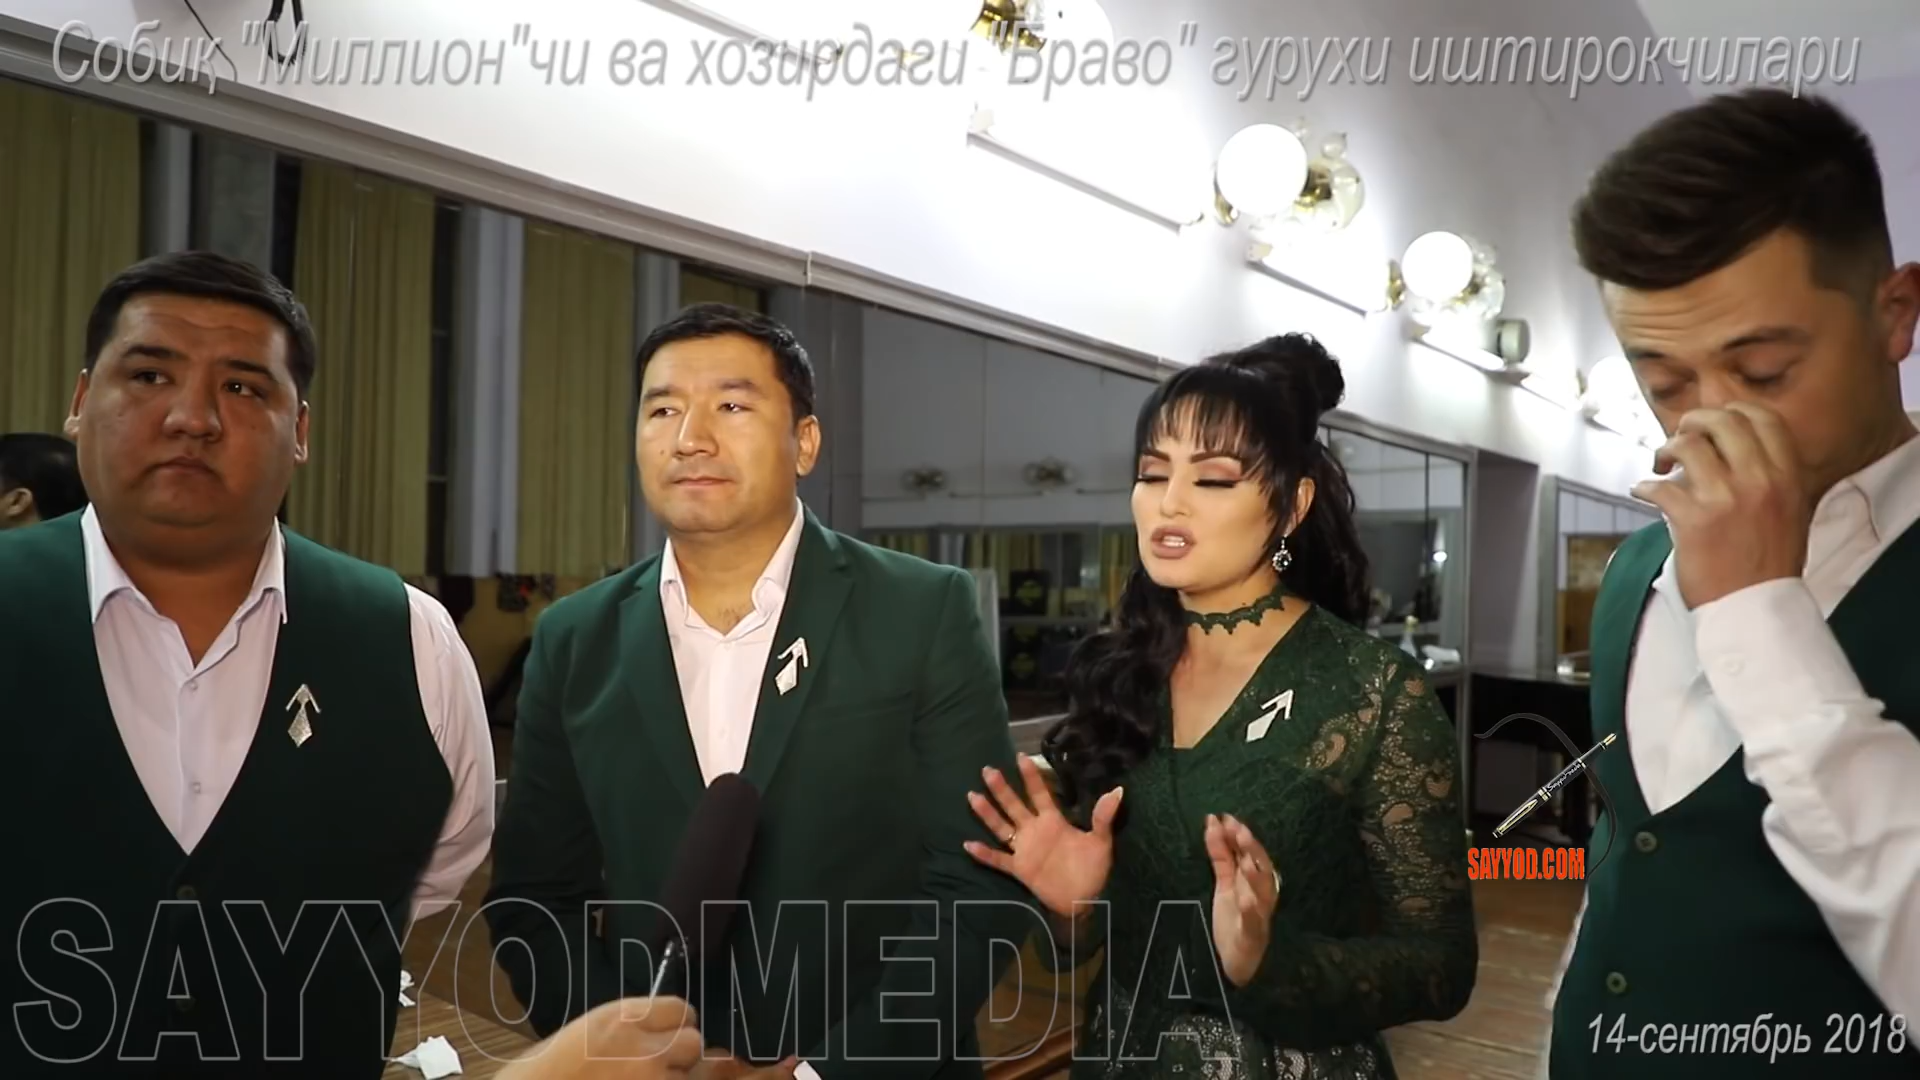 Собиқ "Миллион"чи ва хозирдаги "Браво" гурухи иштирокчилари
SAYYOD.COM
SAYYODMEDIA
14-сентябрь 2018